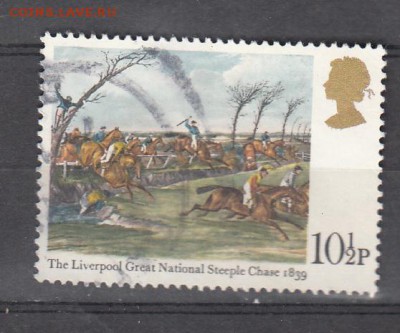 10½P
The Liverpool Great National Steeple Chase 1839